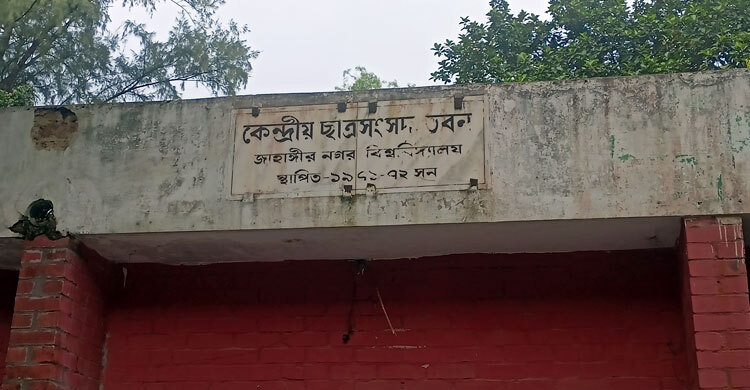 কেন্দ্রীয় ছাত্রসংসদ ভবন
জাহাঙ্গীর নগর বিশ্ববিদ্যালয়
স্থাপিত-১৯৭১-৭২ সন